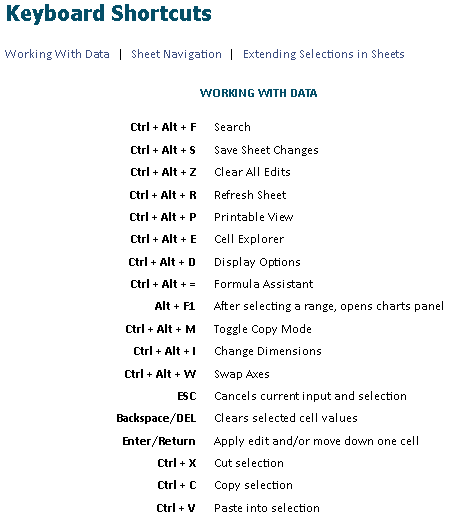 Keyboard Shortcuts
Working With Data | Sheet Navigation | Extending Selections in Sheets
WORKING WITH DATA
Ctrl + Alt + F Search
Ctrl + Alt + S Save Sheet Changes
Ctrl + Alt + Z Clear All Edits
Ctrl + Alt + R Refresh Sheet
Ctrl + Alt + P Printable View
Ctrl + Alt + E Cell Explorer
Ctrl + Alt + D Display Options
Ctrl + Alt + = Formula Assistant
Alt + F1 After selecting a range, opens charts panel
Ctrl + Alt + M Toggle Copy Mode
Ctrl + Alt + I Change Dimensions
Ctrl + Alt + W Swap Axes
ESC Cancels current input and selection
Backspace/DEL Clears selected cell values
Enter/Return Apply edit and/or move down one cell
Ctrl + X Cut selection
Ctrl + C Copy selection
Ctrl + V Paste into selection